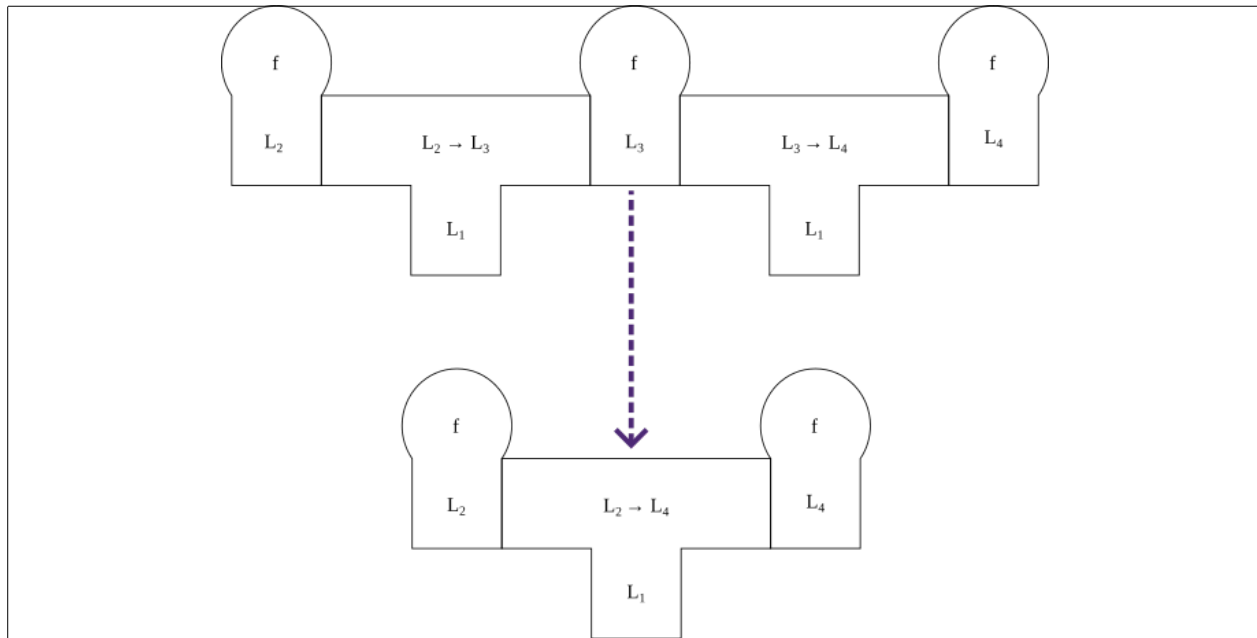 f f f
L₂ L₂ → L₃ L₃ L₃ → L₄ L₄
L₁ L₁
f f
L₂ L₂ → L₄ L₄
L₁